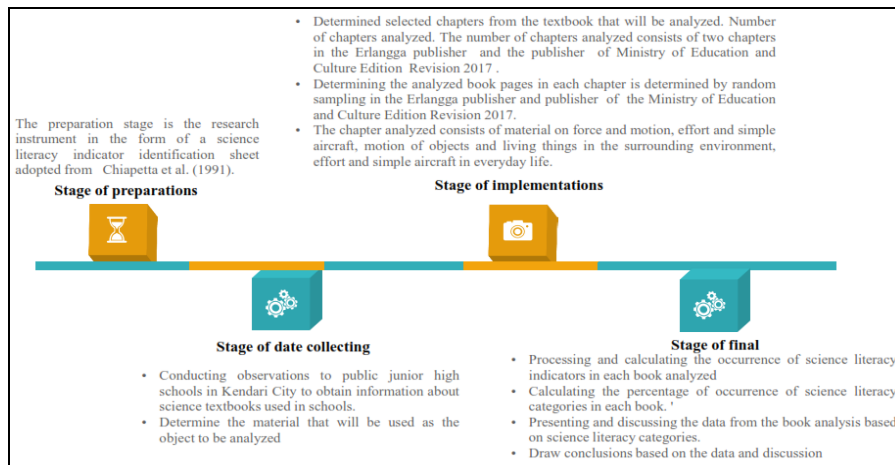 The preparation stage is the research
instrument in the form of a science
literacy indicator identification sheet
adopted from Chiapetta et al. (1991).
Stage of preparations
Conducting observations to public junior high
schools in Kendari City to obtain information about
science textbooks used in schools.
Determine the material that will be used as the
object to be analyzed
Stage of date collecting
• Determined selected chapters from the textbook that will be analyzed. Number
of chapters analyzed. The number of chapters analyzed consists of two chapters
in the Erlangga publisher and the publisher of Ministry of Education and
Culture Edition Revision 2017 .
• Determining the analyzed book pages in each chapter is determined by random
sampling in the Erlangga publisher and publisher of the Ministry of Education
and Culture Edition Revision 2017.
• The chapter analyzed consists of material on force and motion, effort and simple
aircraft, motion of objects and living things in the surrounding environment,
effort and simple aircraft in everyday life.
Stage of implementations
Stage of final
• Processing and calculating the occurrence of science literacy
indicators in each book analyzed
• Calculating the percentage of occurrence of science literacy
categories in each book. '
• Presenting and discussing the data from the book analysis based
on science literacy categories.
• Draw conclusions based on the data and discussion